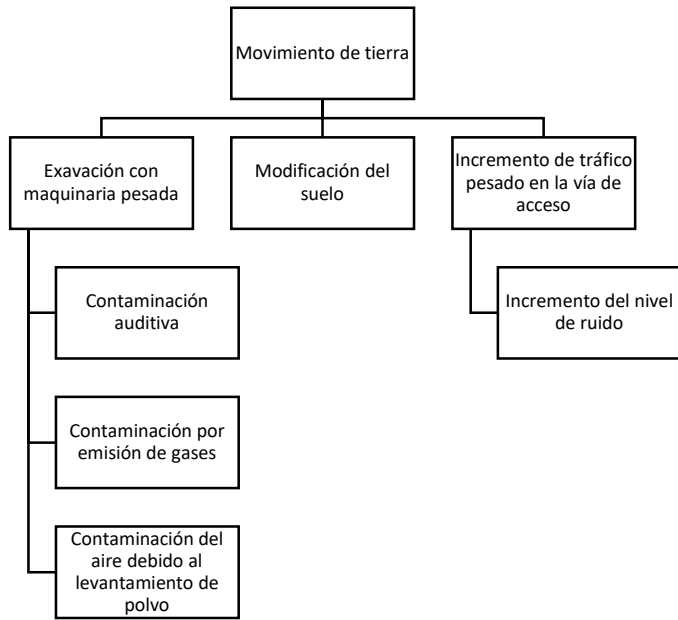 Movimiento de tierra
Exavación con
maquinaria pesada
Modificación del
suelo
Incremento de tráfico
pesado en la vía de
acceso
Contaminación
auditiva
Incremento del nivel
de ruido
Contaminación por
emisión de gases
Contaminación del
aire debido al
levantamiento de
polvo